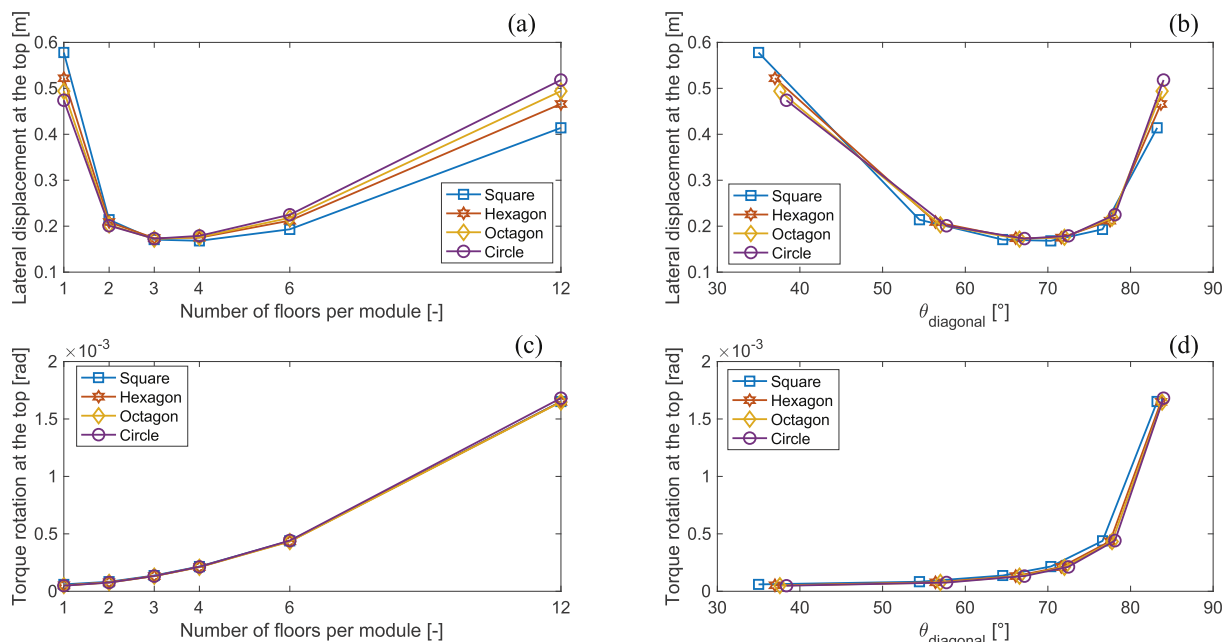 (a)
Lateral displacement at the top [m]
0.6
0.5
0.4
0.3
0.2
0.1
1 2 3 4 6 12
Number of floors per module [-]
Square
Hexagon
Octagon
Circle
(b)
Lateral displacement at the top [m]
0.6
0.5
0.4
0.3
0.2
0.1
30 40 50 60 70 80 90
θdiagonal [°]
Square
Hexagon
Octagon
Circle
(c)
×10-3
Torque rotation at the top [rad]
2
1.5
1
0.5
0
1 2 3 4 6 12
Number of floors per module [-]
Square
Hexagon
Octagon
Circle
(d)
×10-3
Torque rotation at the top [rad]
2
1.5
1
0.5
0
30 40 50 60 70 80 90
θdiagonal [°]
Square
Hexagon
Octagon
Circle